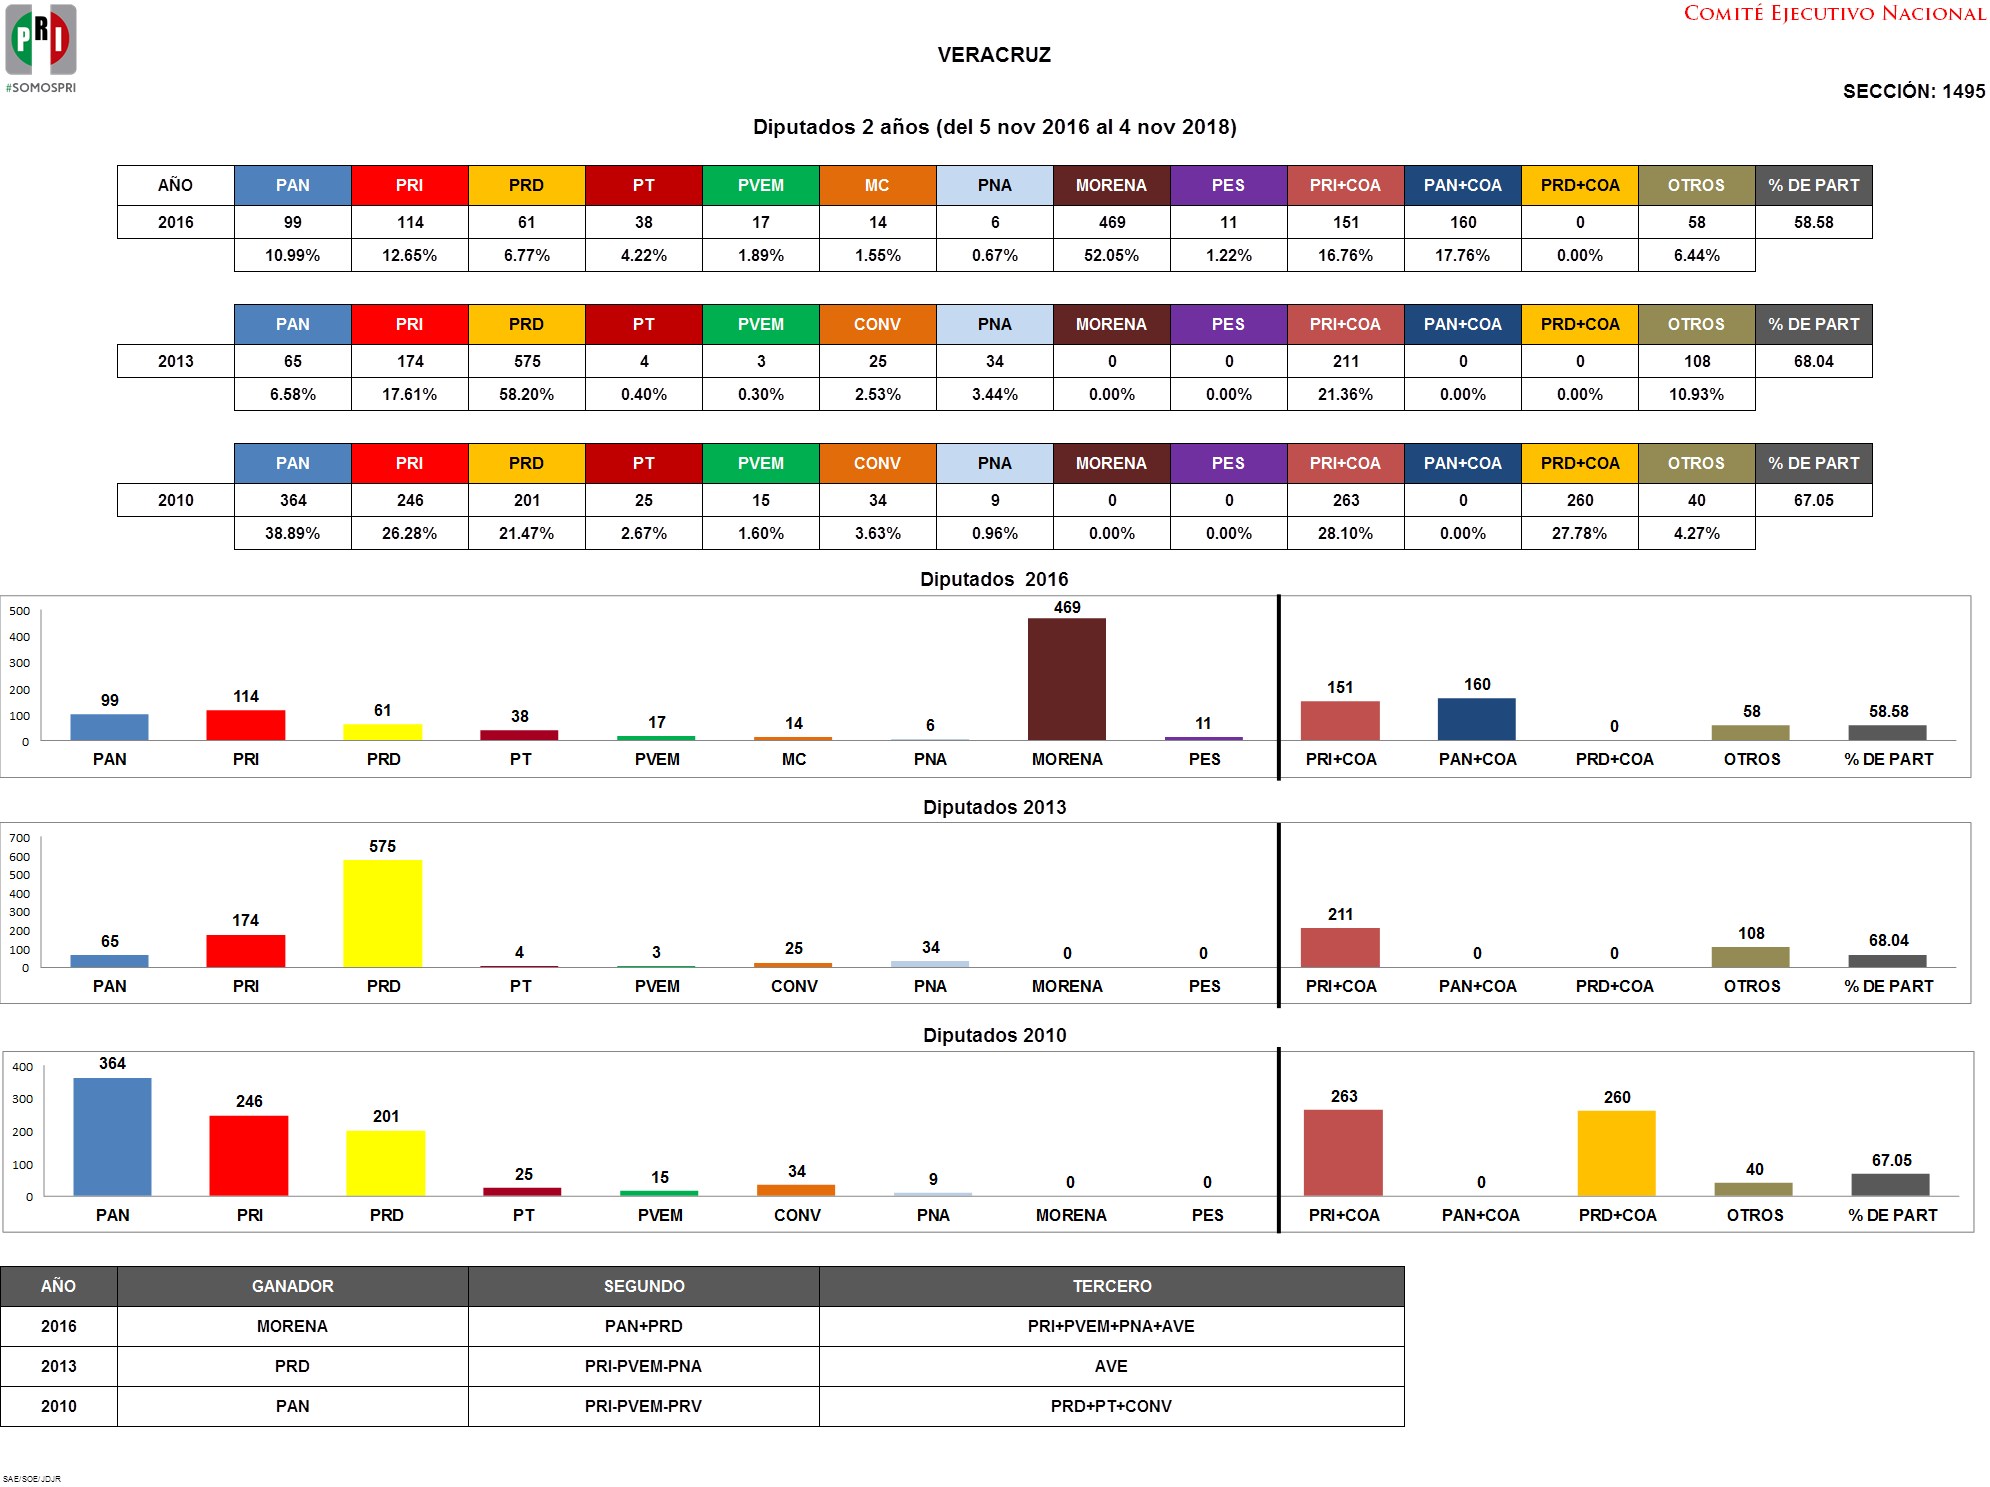 PRI
#SOMOSPRI
COMITÉ EJECUTIVO NACIONAL
VERACRUZ
SECCIÓN: 1495
Diputados 2 años (del 5 nov 2016 al 4 nov 2018)
AÑO PAN PRI PRD PT PVEM MC PNA MORENA PES PRI+COA PAN+COA PRD+COA OTROS % DE PART
2016 99 114 61 38 17 14 6 469 11 151 160 0 58 58.58
10.99% 12.65% 6.77% 4.22% 1.89% 1.55% 0.67% 52.05% 1.22% 16.76% 17.76% 0.00% 6.44%
PAN PRI PRD PT PVEM CONV PNA MORENA PES PRI+COA PAN+COA PRD+COA OTROS % DE PART
2013 65 174 575 4 3 25 34 0 0 211 0 0 108 68.04
6.58% 17.61% 58.20% 0.40% 0.30% 2.53% 3.44% 0.00% 0.00% 21.36% 0.00% 0.00% 10.93%
PAN PRI PRD PT PVEM CONV PNA MORENA PES PRI+COA PAN+COA PRD+COA OTROS % DE PART
2010 364 246 201 25 15 34 9 0 0 263 0 260 40 67.05
38.89% 26.28% 21.47% 2.67% 1.60% 3.63% 0.96% 0.00% 0.00% 28.10% 0.00% 27.78% 4.27%
Diputados  2016
500
400
300
200
100
0
99 114 61 38 17 14 6 469 11 151 160 0 58 58.58
PAN PRI PRD PT PVEM MC PNA MORENA PES PRI+COA PAN+COA PRD+COA OTROS % DE PART
Diputados 2013
700
600
500
400
300
200
100
0
65 174 575 4 3 25 34 0 0 211 0 0 108 68.04
PAN PRI PRD PT PVEM CONV PNA MORENA PES PRI+COA PAN+COA PRD+COA OTROS % DE PART
Diputados 2010
400
300
200
100
0
364 246 201 25 15 34 9 0 0 263 0 260 40 67.05
PAN PRI PRD PT PVEM CONV PNA MORENA PES PRI+COA PAN+COA PRD+COA OTROS % DE PART
AÑO GANADOR SEGUNDO TERCERO
2016 MORENA PAN+PRD PRI+PVEM+PNA+AVE
2013 PRD PRI-PVEM-PNA AVE
2010 PAN PRI-PVEM-PRV PRD+PT+CONV
SAE/SOE/JDJR